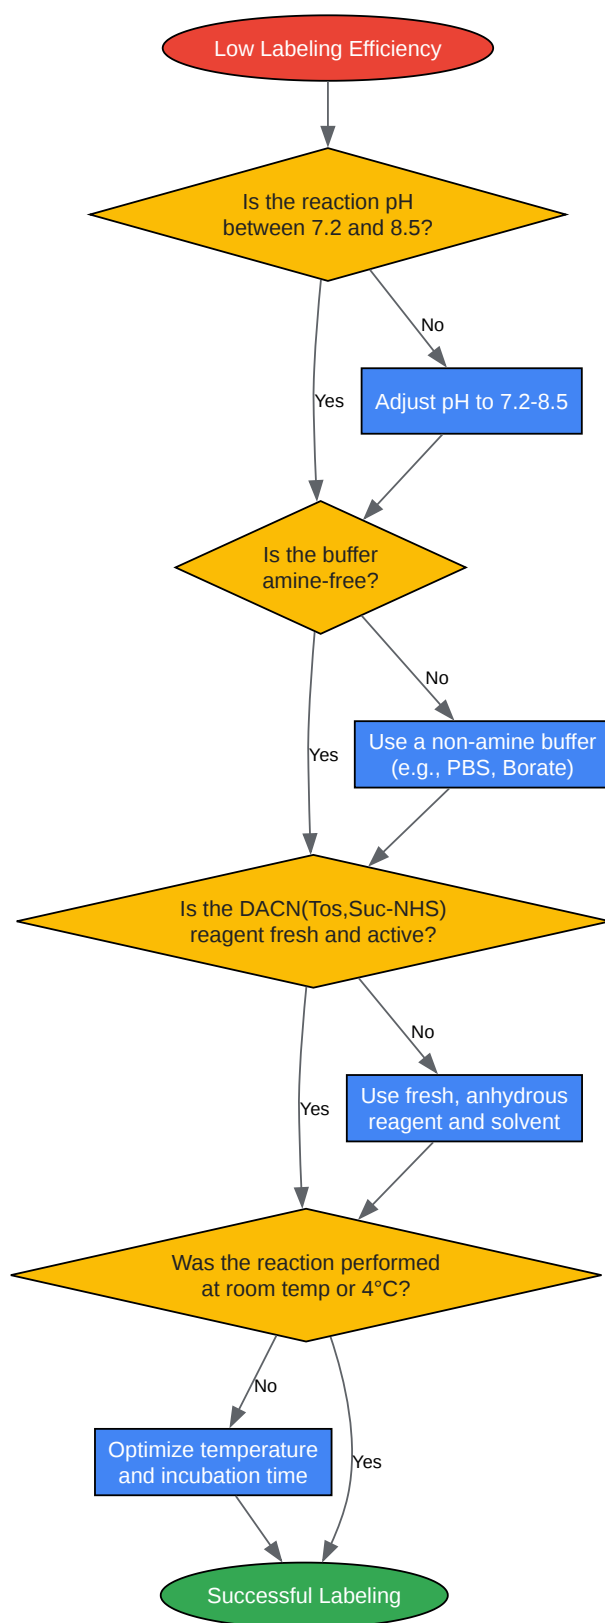 Low Labeling Efficiency
Is the reaction pH
between 7.2 and 8.5?
No
Yes
Adjust pH to 7.2-8.5
Is the buffer
amine-free?
No
Yes
Use a non-amine buffer
(e.g., PBS, Borate)
Is the DACN(Tos,Suc-NHS)
reagent fresh and active?
No
Yes
Use fresh, anhydrous
reagent and solvent
Was the reaction performed
at room temp or 4°C?
No
Yes
Optimize temperature
and incubation time
Successful Labeling